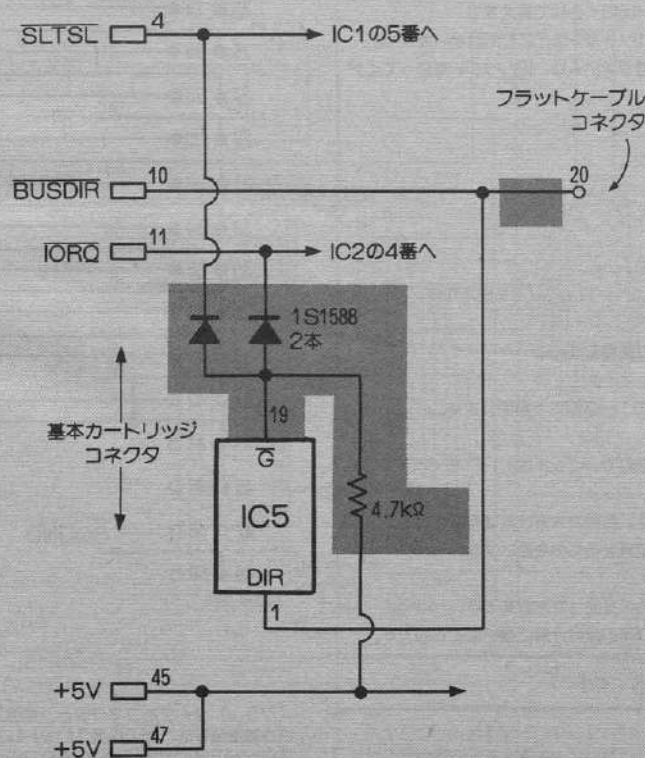 SLTSL
4
IC1の5番へ
フラットケーブル
コネクタ
BUSDIR
10
20
IORQ
11
IC2の4番へ
1S1588
2本
基本カートリッジ
コネクタ
19
G
IC5
4.7kΩ
DIR
1
+5V
45
+5V
47